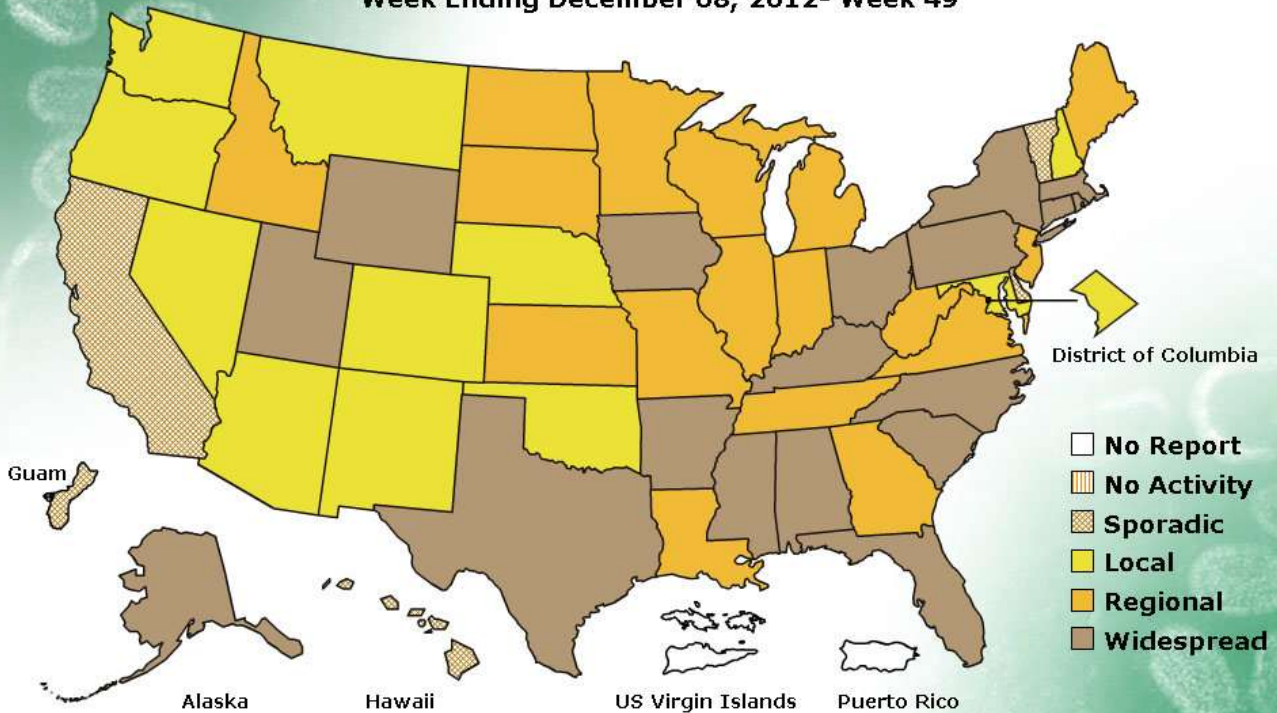 Week Ending December 08, 2012- Week 49
District of Columbia
No Report
Guam
No Activity
Sporadic
Local
Regional
Widespread
Alaska
Hawaii
US Virgin Islands
Puerto Rico